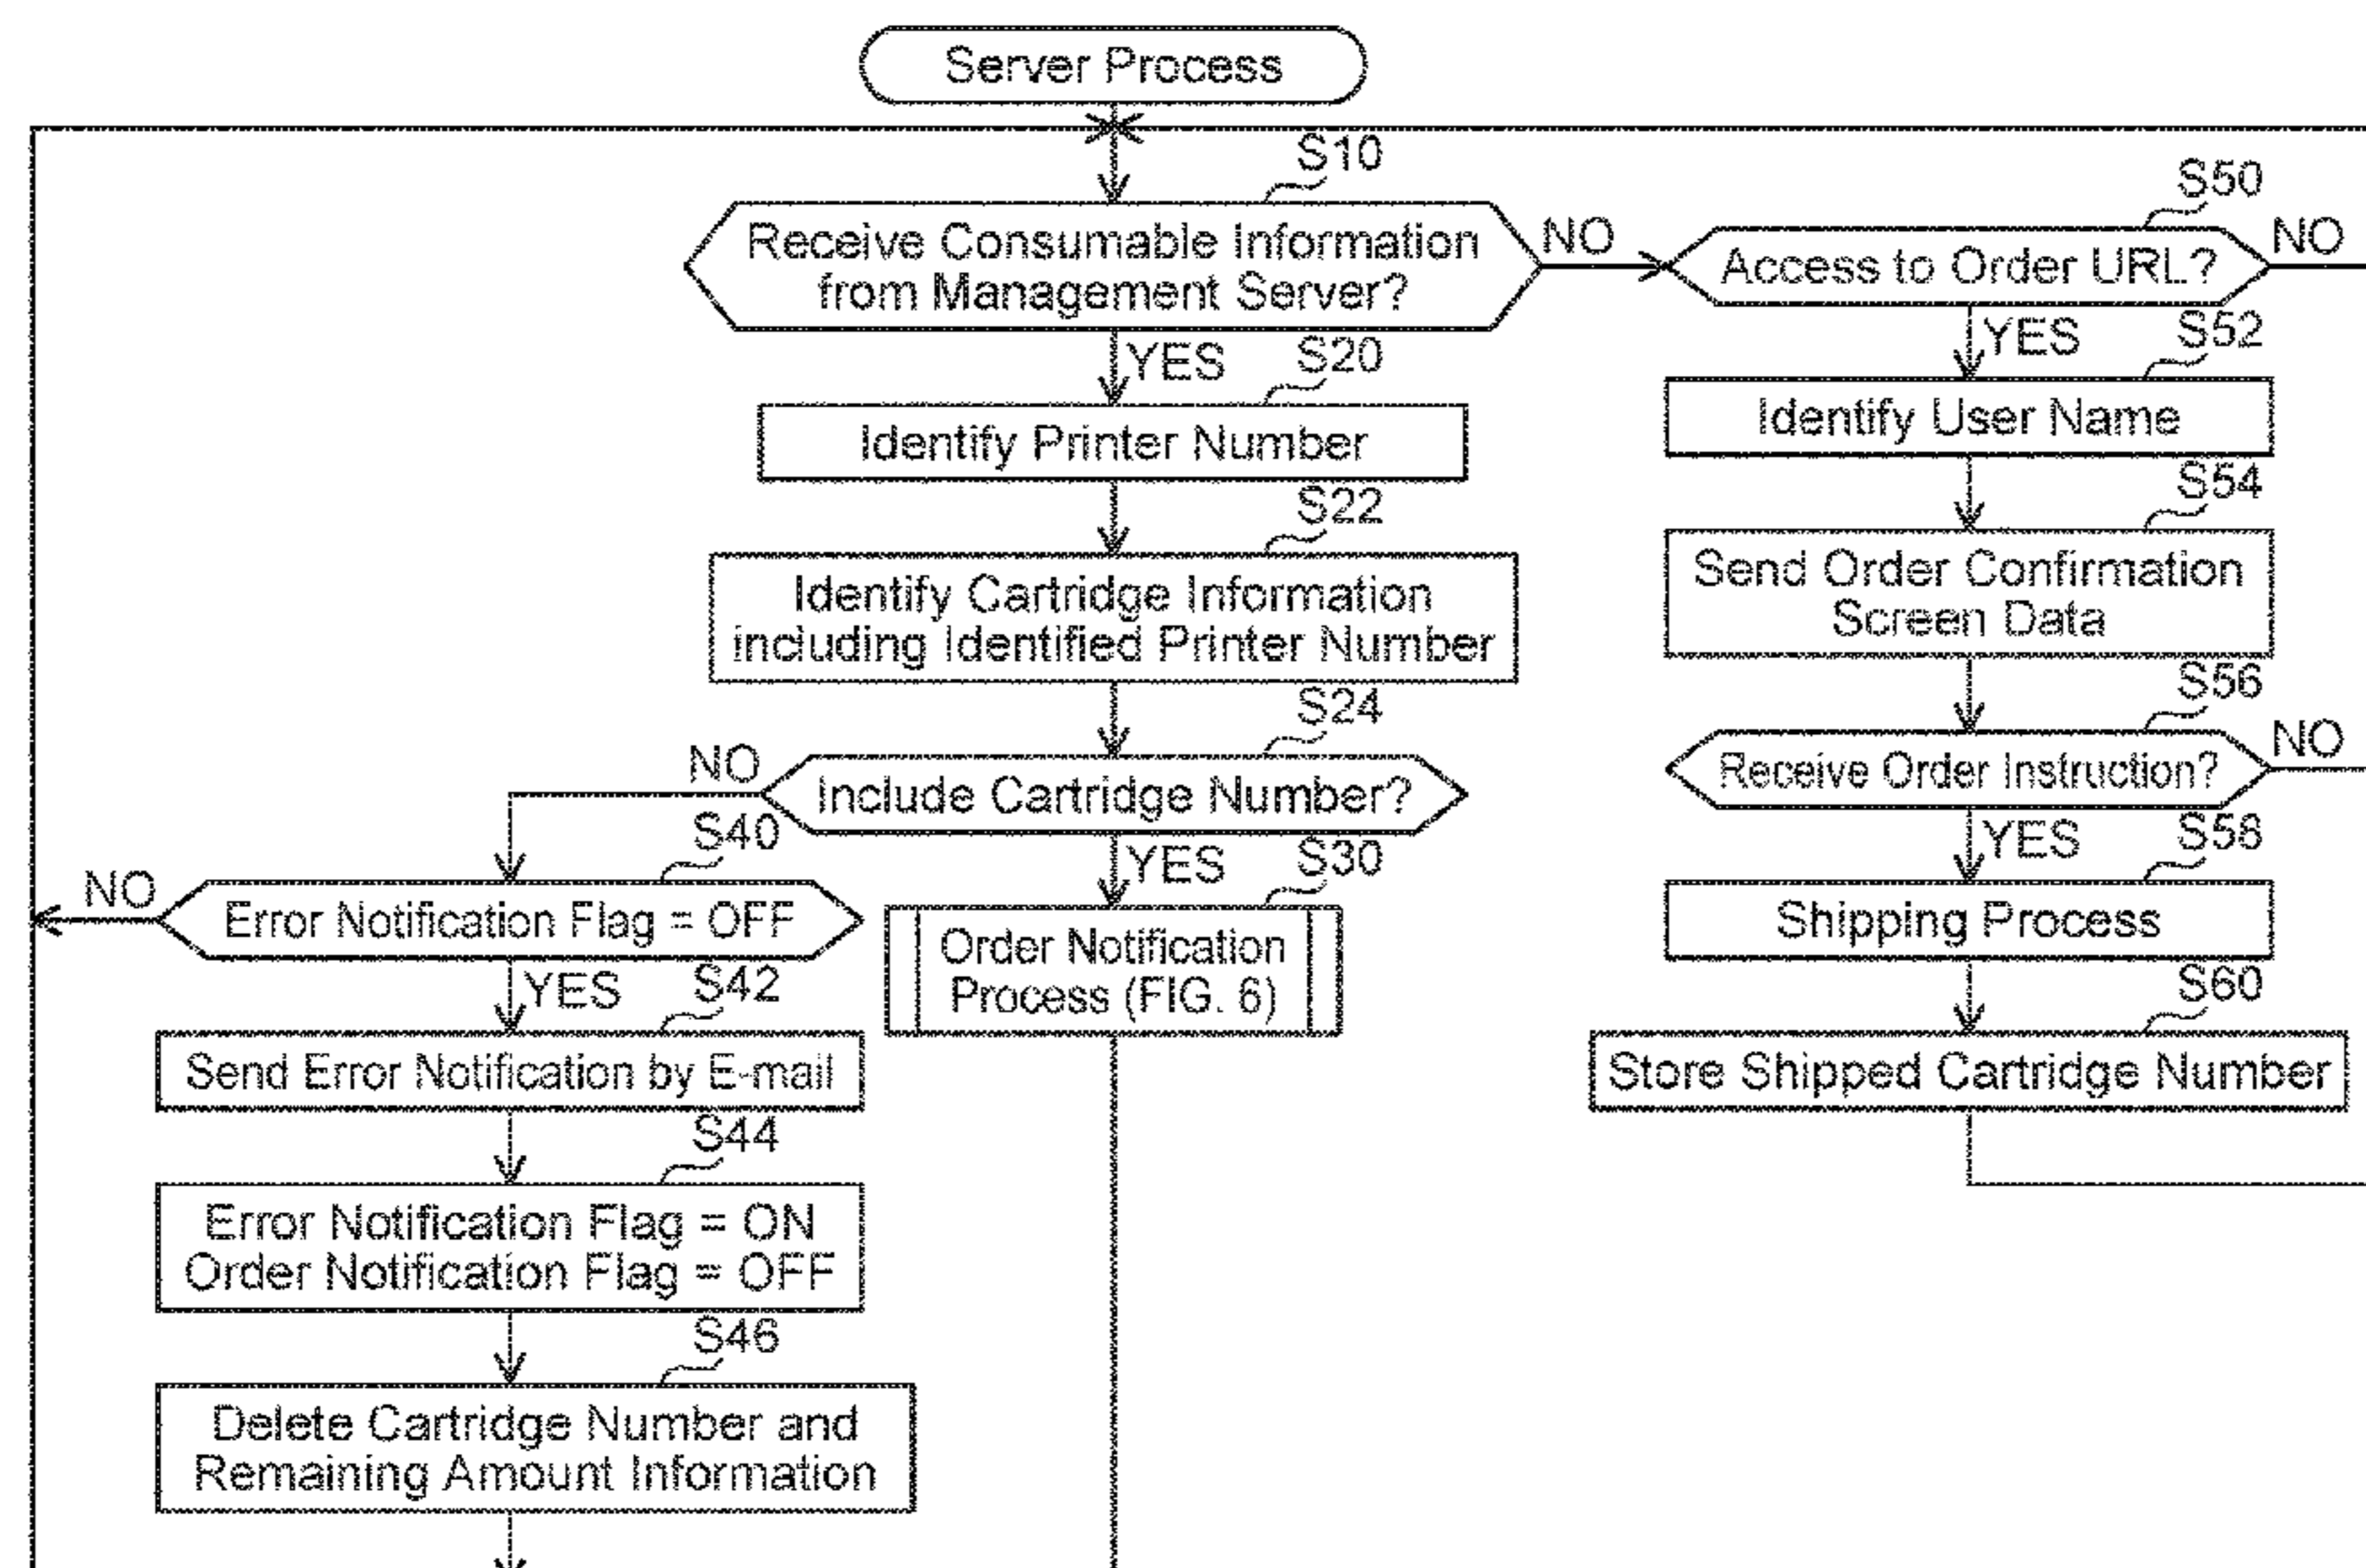 Server Process
S10
Receive Consumable Information
from Management Server?
NO
YES
S20
Identify Printer Number
S22
Identify Cartridge Information
including Identified Printer Number
S24
Include Cartridge Number?
NO
YES
S30
Order Notification
Process (FIG. 6)
S40
Error Notification Flag = OFF
NO
YES
S42
Send Error Notification by E-mail
S44
Error Notification Flag = ON
Order Notification Flag = OFF
S46
Delete Cartridge Number and
Remaining Amount Information
S50
Access to Order URL?
NO
YES
S52
Identify User Name
S54
Send Order Confirmation
Screen Data
S56
Receive Order Instruction?
NO
YES
S58
Shipping Process
S60
Store Shipped Cartridge Number